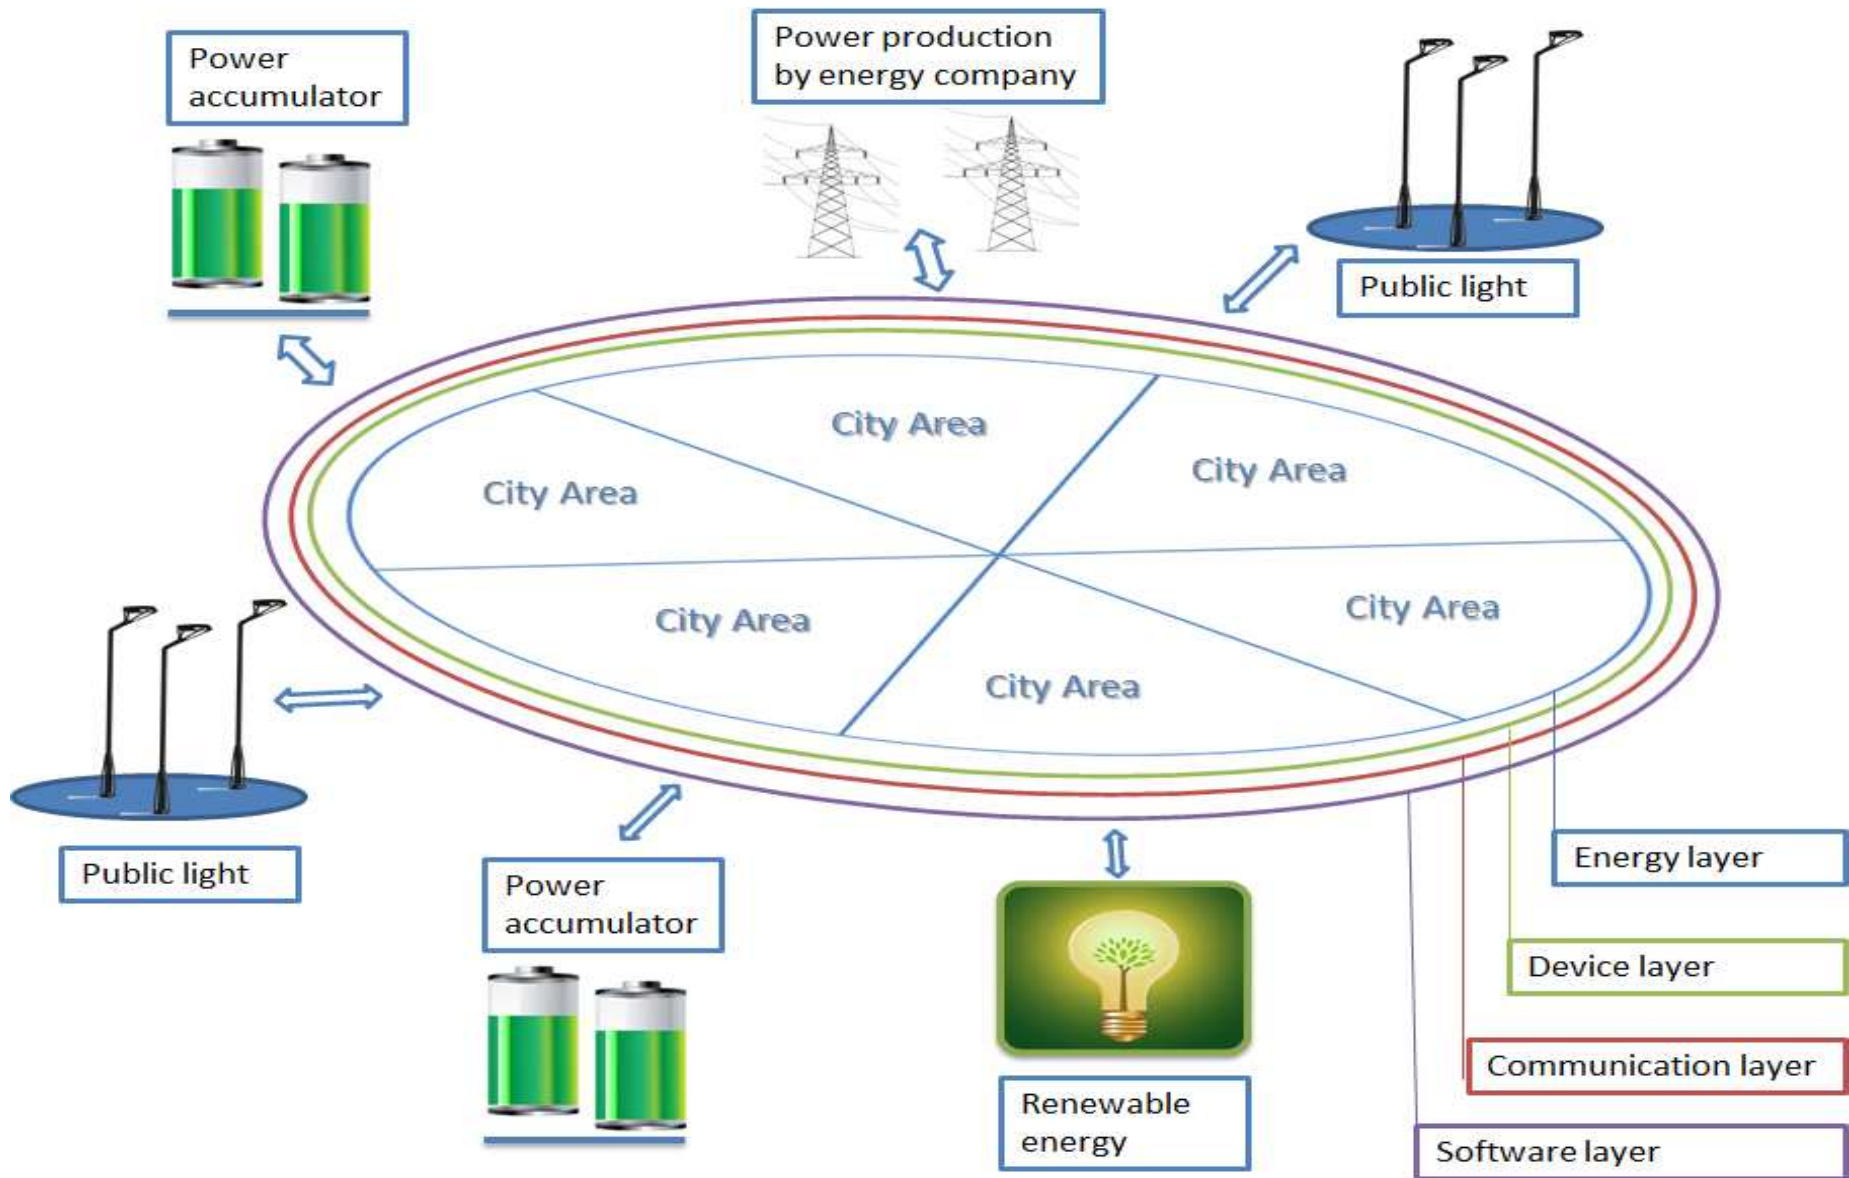 Power
accumulator
Power production
by energy company
Public light
City Area
City Area
City Area
City Area
City Area
City Area
Public light
Power
accumulator
Renewable
energy
Energy layer
Device layer
Communication layer
Software layer